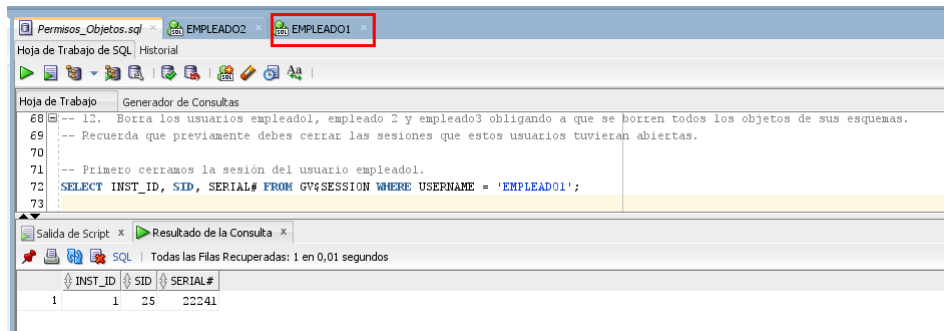 Permisos_Objetos.sql EMPLEADO2 EMPLEADO1
Hoja de Trabajo de SQL Historial
Hoja de Trabajo Generador de Consultas
68 -- 12. Borra los usuarios empleado1, empleado 2 y empleado3 obligando a que se borren todos los objetos de sus esquemas.
69 -- Recuerda que previamente debes cerrar las sesiones que estos usuarios tuvieran abiertas.
70
71 -- Primero cerramos la sesión del usuario empleado1.
72 SELECT INST_ID, SID, SERIAL# FROM GV$SESSION WHERE USERNAME = 'EMPLEADO1';
73
Salida de Script x Resultado de la Consulta x
SQL | Todas las Filas Recuperadas: 1 en 0,01 segundos
INST_ID SID SERIAL#
1 1 25 22241